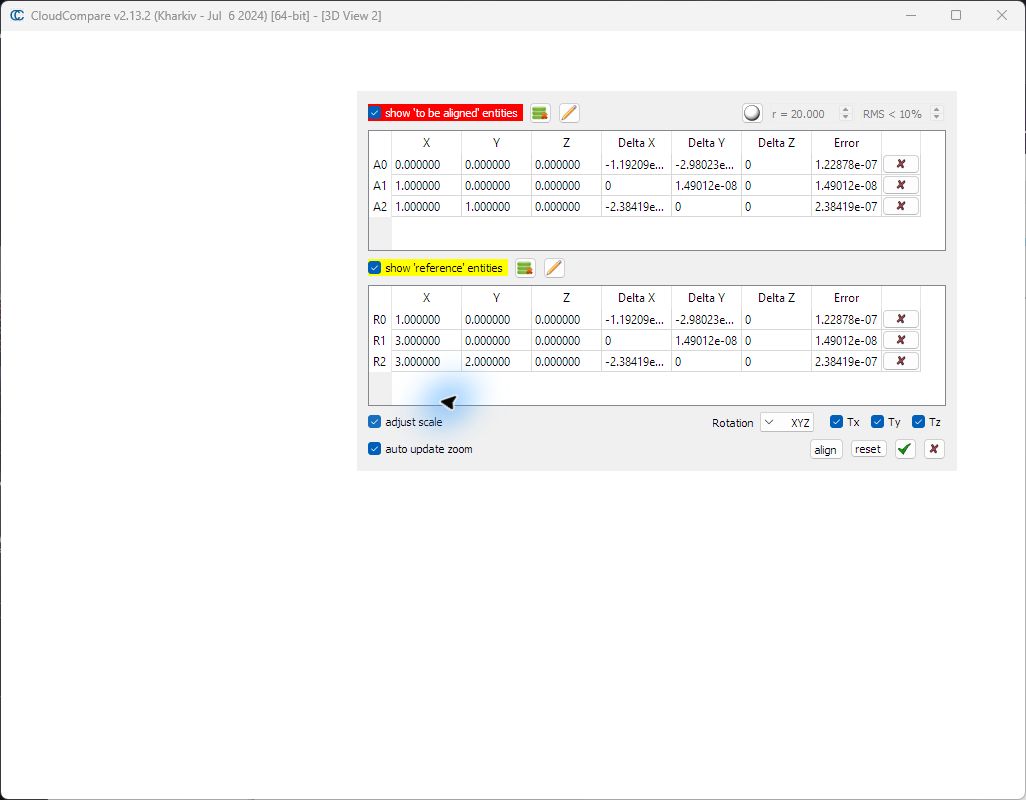 CloudCompare v2.13.2 (Kharkiv - Jul 6 2024) [64-bit] - [3D View 2]
show 'to be aligned' entities r = 20.000 RMS < 10%
X Y Z Delta X Delta Y Delta Z Error
A0 0.000000 0.000000 0.000000 -1.19209e... -2.98023e... 0 1.22878e-07
A1 1.000000 0.000000 0.000000 0 1.49012e-08 0 1.49012e-08
A2 1.000000 1.000000 0.000000 -2.38419e... 0 0 2.38419e-07
show 'reference' entities
X Y Z Delta X Delta Y Delta Z Error
R0 1.000000 0.000000 0.000000 -1.19209e... -2.98023e... 0 1.22878e-07
R1 3.000000 0.000000 0.000000 0 1.49012e-08 0 1.49012e-08
R2 3.000000 2.000000 0.000000 -2.38419e... 0 0 2.38419e-07
adjust scale Rotation XYZ Tx Ty Tz
auto update zoom align reset